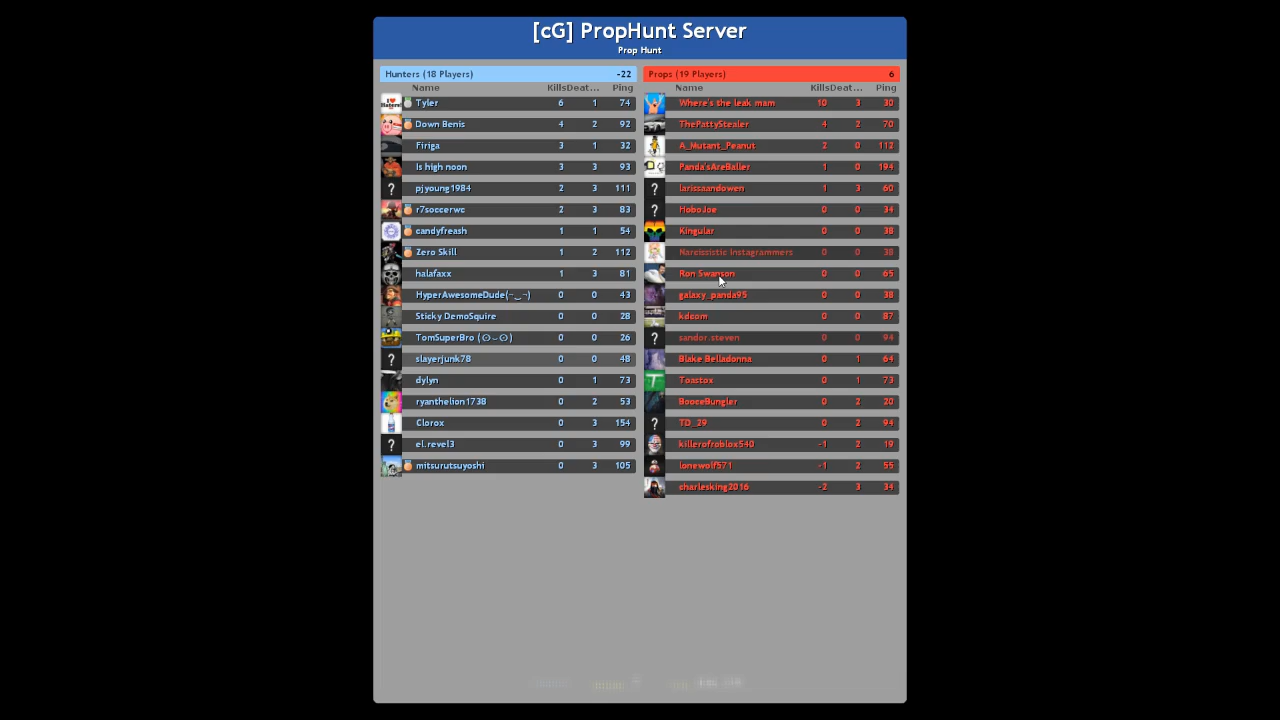 [cG] PropHunt Server
Prop Hunt
Hunters (18 Players) -22
Name Kills Deat... Ping
Tyler 6 1 74
Down Benis 4 2 92
Firiga 3 1 32
Is high noon 3 3 93
pjyoung1984 2 3 111
r7soccerwc 2 3 83
candyfreash 1 1 54
Zero Skill 1 2 112
halafaxx 1 3 81
HyperAwesomeDude(¬‿¬) 0 0 43
Sticky DemoSquire 0 0 28
TomSuperBro (ʘ⌣ʘ) 0 0 26
slayerjunk78 0 0 48
dylyn 0 1 73
ryanthelion1738 0 2 53
Clorox 0 3 154
el.revel3 0 3 99
mitsurutsuyoshi 0 3 105
Props (19 Players) 6
Name Kills Deat... Ping
Where's the leak mam 10 3 30
ThePattyStealer 4 2 70
A_Mutant_Peanut 2 0 112
Panda'sAreBaller 1 0 194
larissaandowen 1 3 60
HoboJoe 0 0 34
Kingular 0 0 38
Narcissistic Instagrammers 0 0 38
Ron Swanson 0 0 65
galaxy_panda95 0 0 38
kdcom 0 0 87
sandor.steven 0 0 94
Blake Belladonna 0 1 64
Toastox 0 1 73
BooceBungler 0 2 20
TD_29 0 2 94
killerofroblox540 -1 2 19
lonewolf571 -1 2 55
charlesking2016 -2 3 34